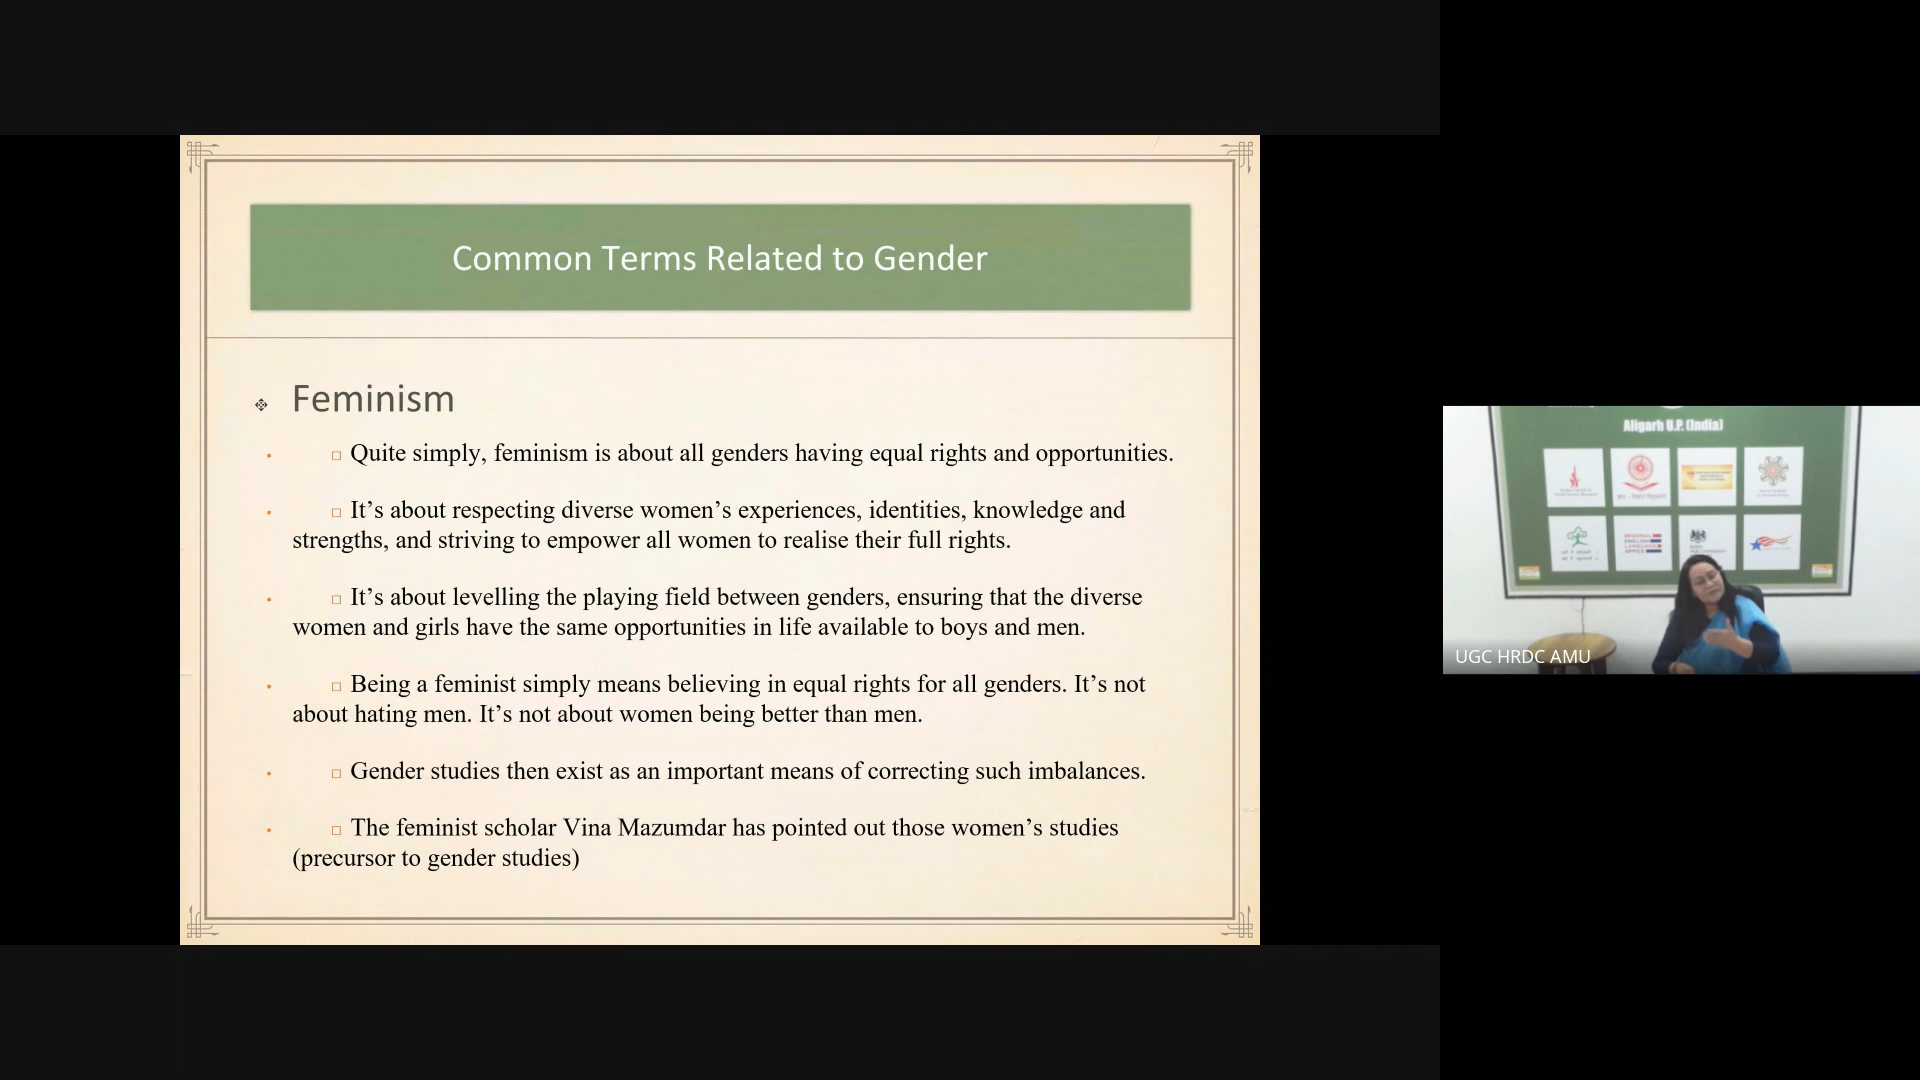 Common Terms Related to Gender
Feminism
Quite simply, feminism is about all genders having equal rights and opportunities.
It’s about respecting diverse women’s experiences, identities, knowledge and
strengths, and striving to empower all women to realise their full rights.
It’s about levelling the playing field between genders, ensuring that the diverse
women and girls have the same opportunities in life available to boys and men.
Being a feminist simply means believing in equal rights for all genders. It’s not
about hating men. It’s not about women being better than men.
Gender studies then exist as an important means of correcting such imbalances.
The feminist scholar Vina Mazumdar has pointed out those women’s studies
(precursor to gender studies)
Aligarh U.P. (India)
REGIONAL
ENGLISH
LANGUAGE
OFFICE
UGC HRDC AMU